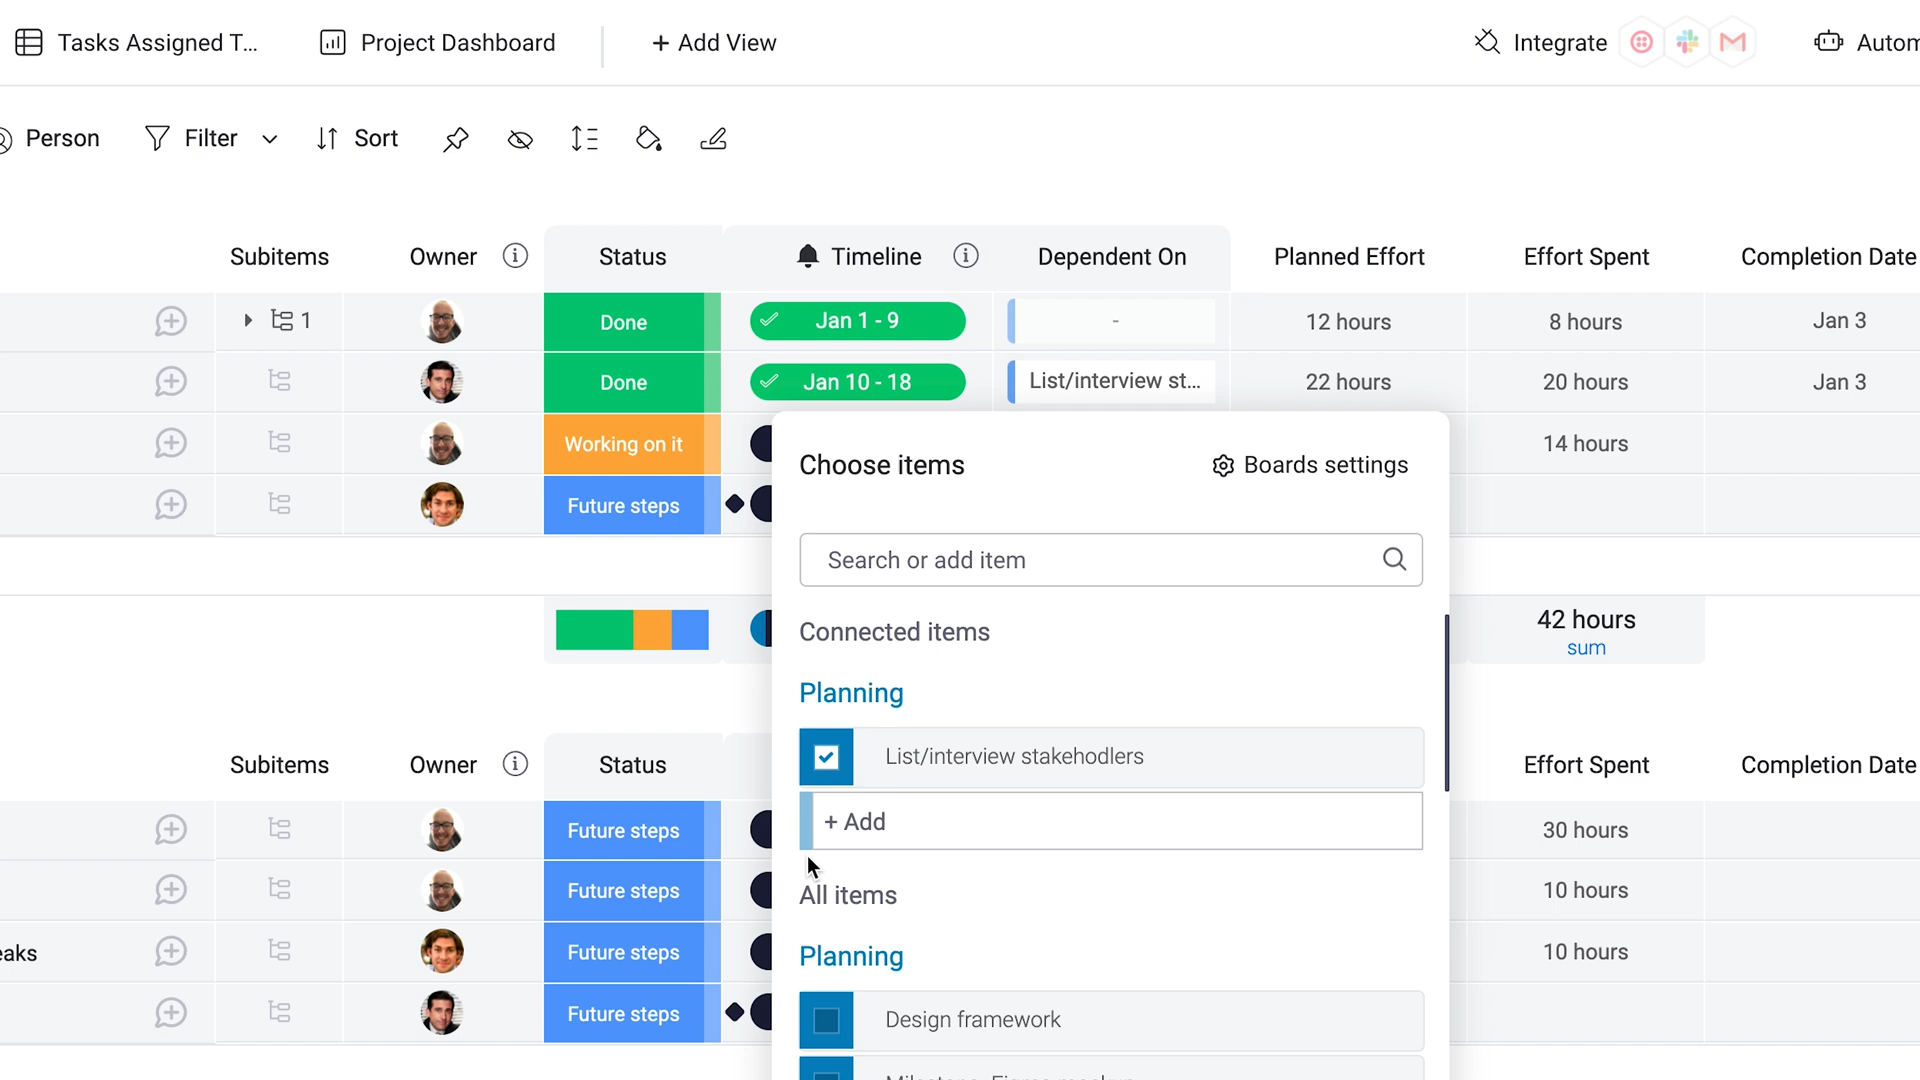 Tasks Assigned T... Project Dashboard + Add View Integrate Autom
Person Filter Sort
Subitems Owner Status Timeline Dependent On Planned Effort Effort Spent Completion Date
1 Done Jan 1 - 9 - 12 hours 8 hours Jan 3
Done Jan 10 - 18 List/interview st... 22 hours 20 hours Jan 3
Working on it 14 hours
Future steps
Choose items Boards settings
Search or add item
Connected items
Planning
List/interview stakehodlers
+ Add
All items
Planning
Design framework
42 hours
sum
Subitems Owner Status Effort Spent Completion Date
Future steps 30 hours
Future steps 10 hours
eaks Future steps 10 hours
Future steps